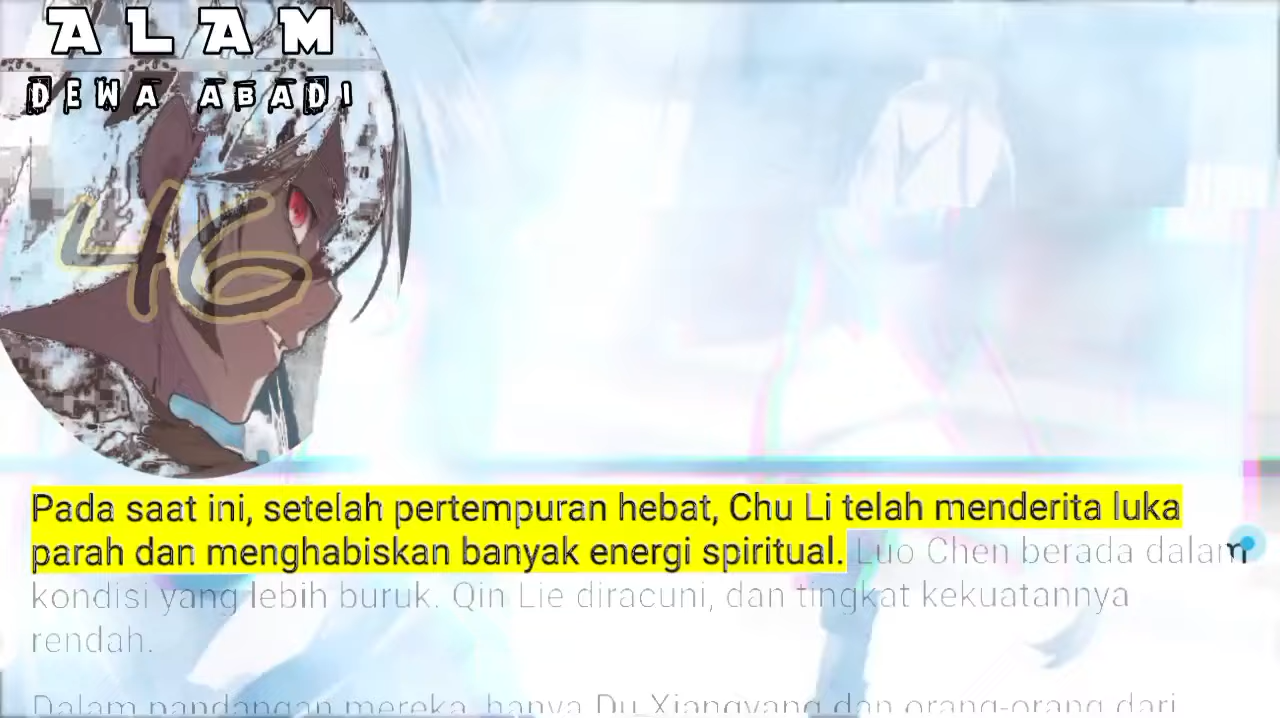 ALAM
DEWA ABADI
46
Pada saat ini, setelah pertempuran hebat, Chu Li telah menderita luka
parah dan menghabiskan banyak energi spiritual. Luo Chen berada dalam
kondisi yang lebih buruk. Qin Lie diracuni, dan tingkat kekuatannya
rendah.
Dalam pandangan mereka, hanya Du Xiangyang dan orang-orang dari